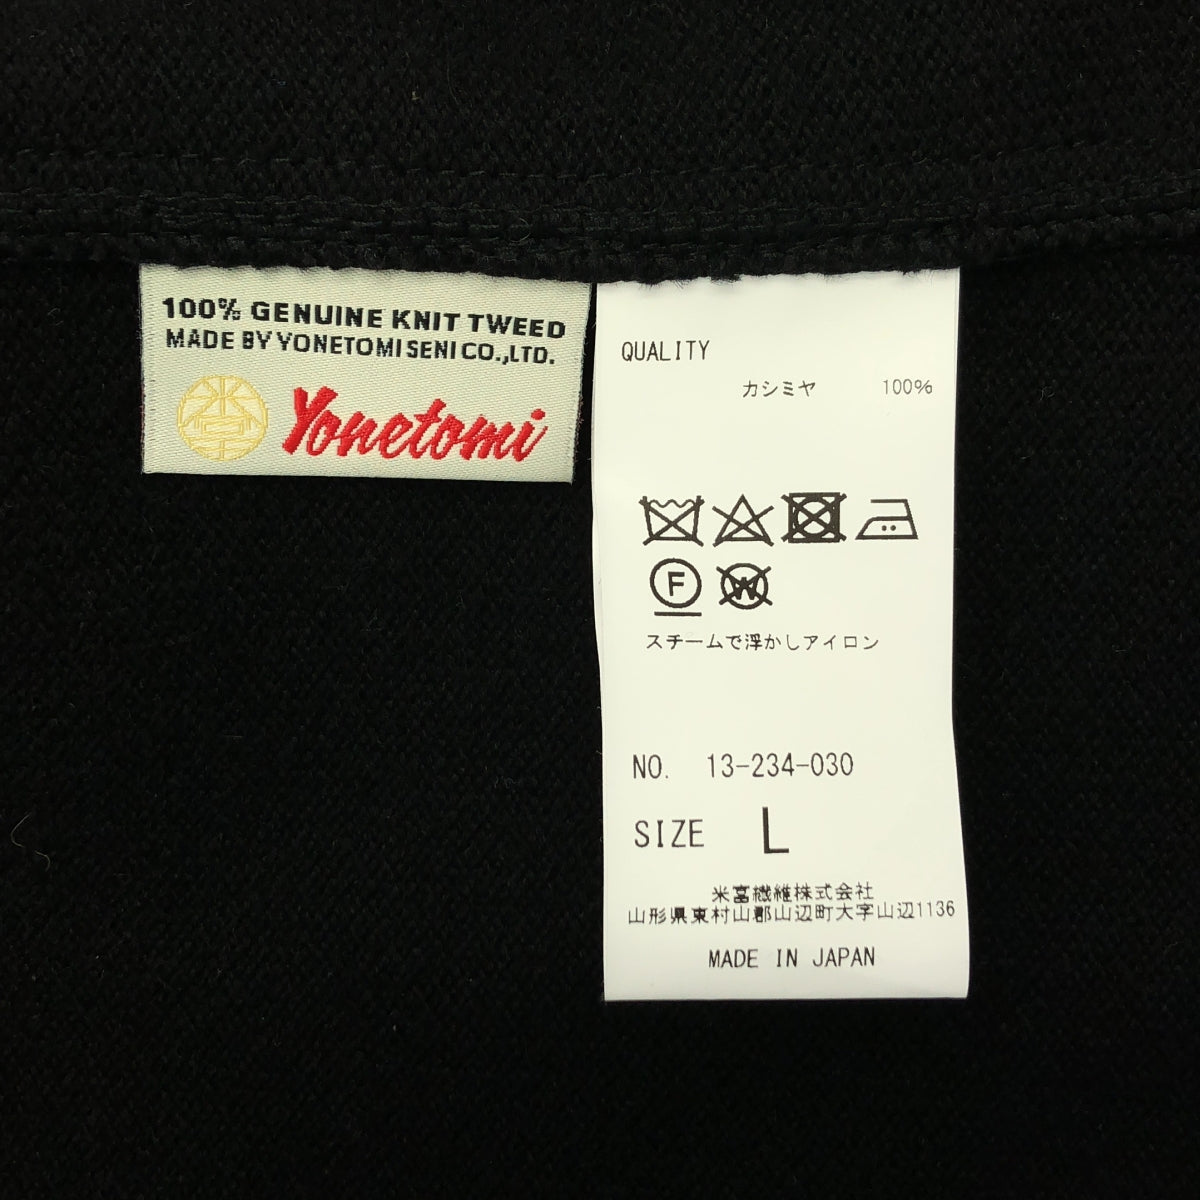 100% GENUINE KNIT TWEED
MADE BY YONETOMI SENI CO.,LTD.
Yonetomi
QUALITY
カシミヤ 100%
F
W
スチームで浮かしアイロン
NO. 13-234-030
SIZE L
米富繊維株式会社
山形県東村山郡山辺町大字山辺1136
MADE IN JAPAN